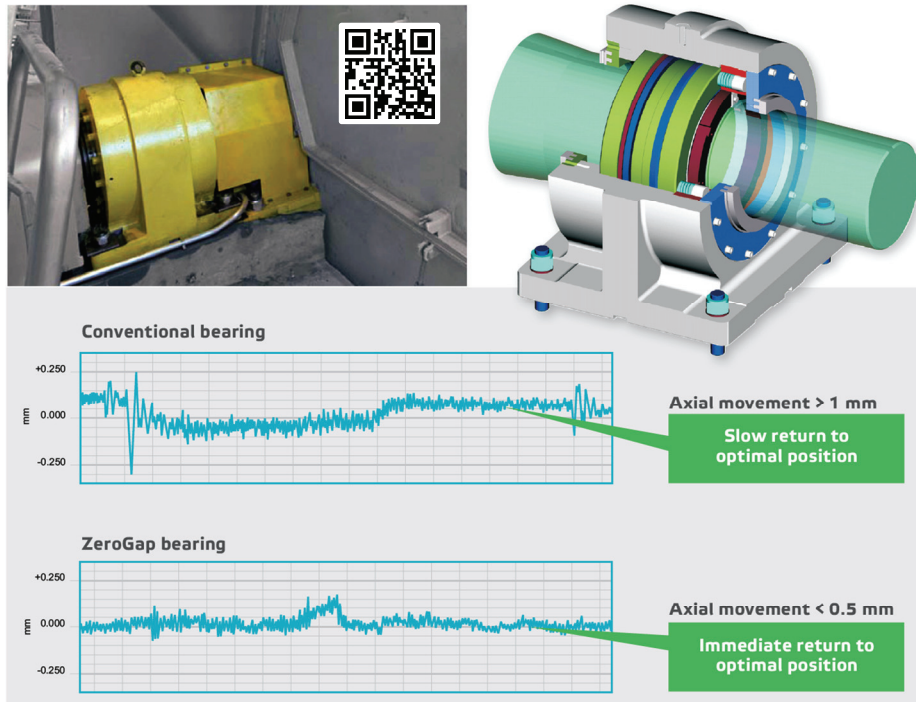 Conventional bearing
+0.250
0.000
-0.250
mm
Axial movement > 1 mm
Slow return to
optimal position
ZeroGap bearing
+0.250
0.000
-0.250
mm
Axial movement < 0.5 mm
Immediate return to
optimal position